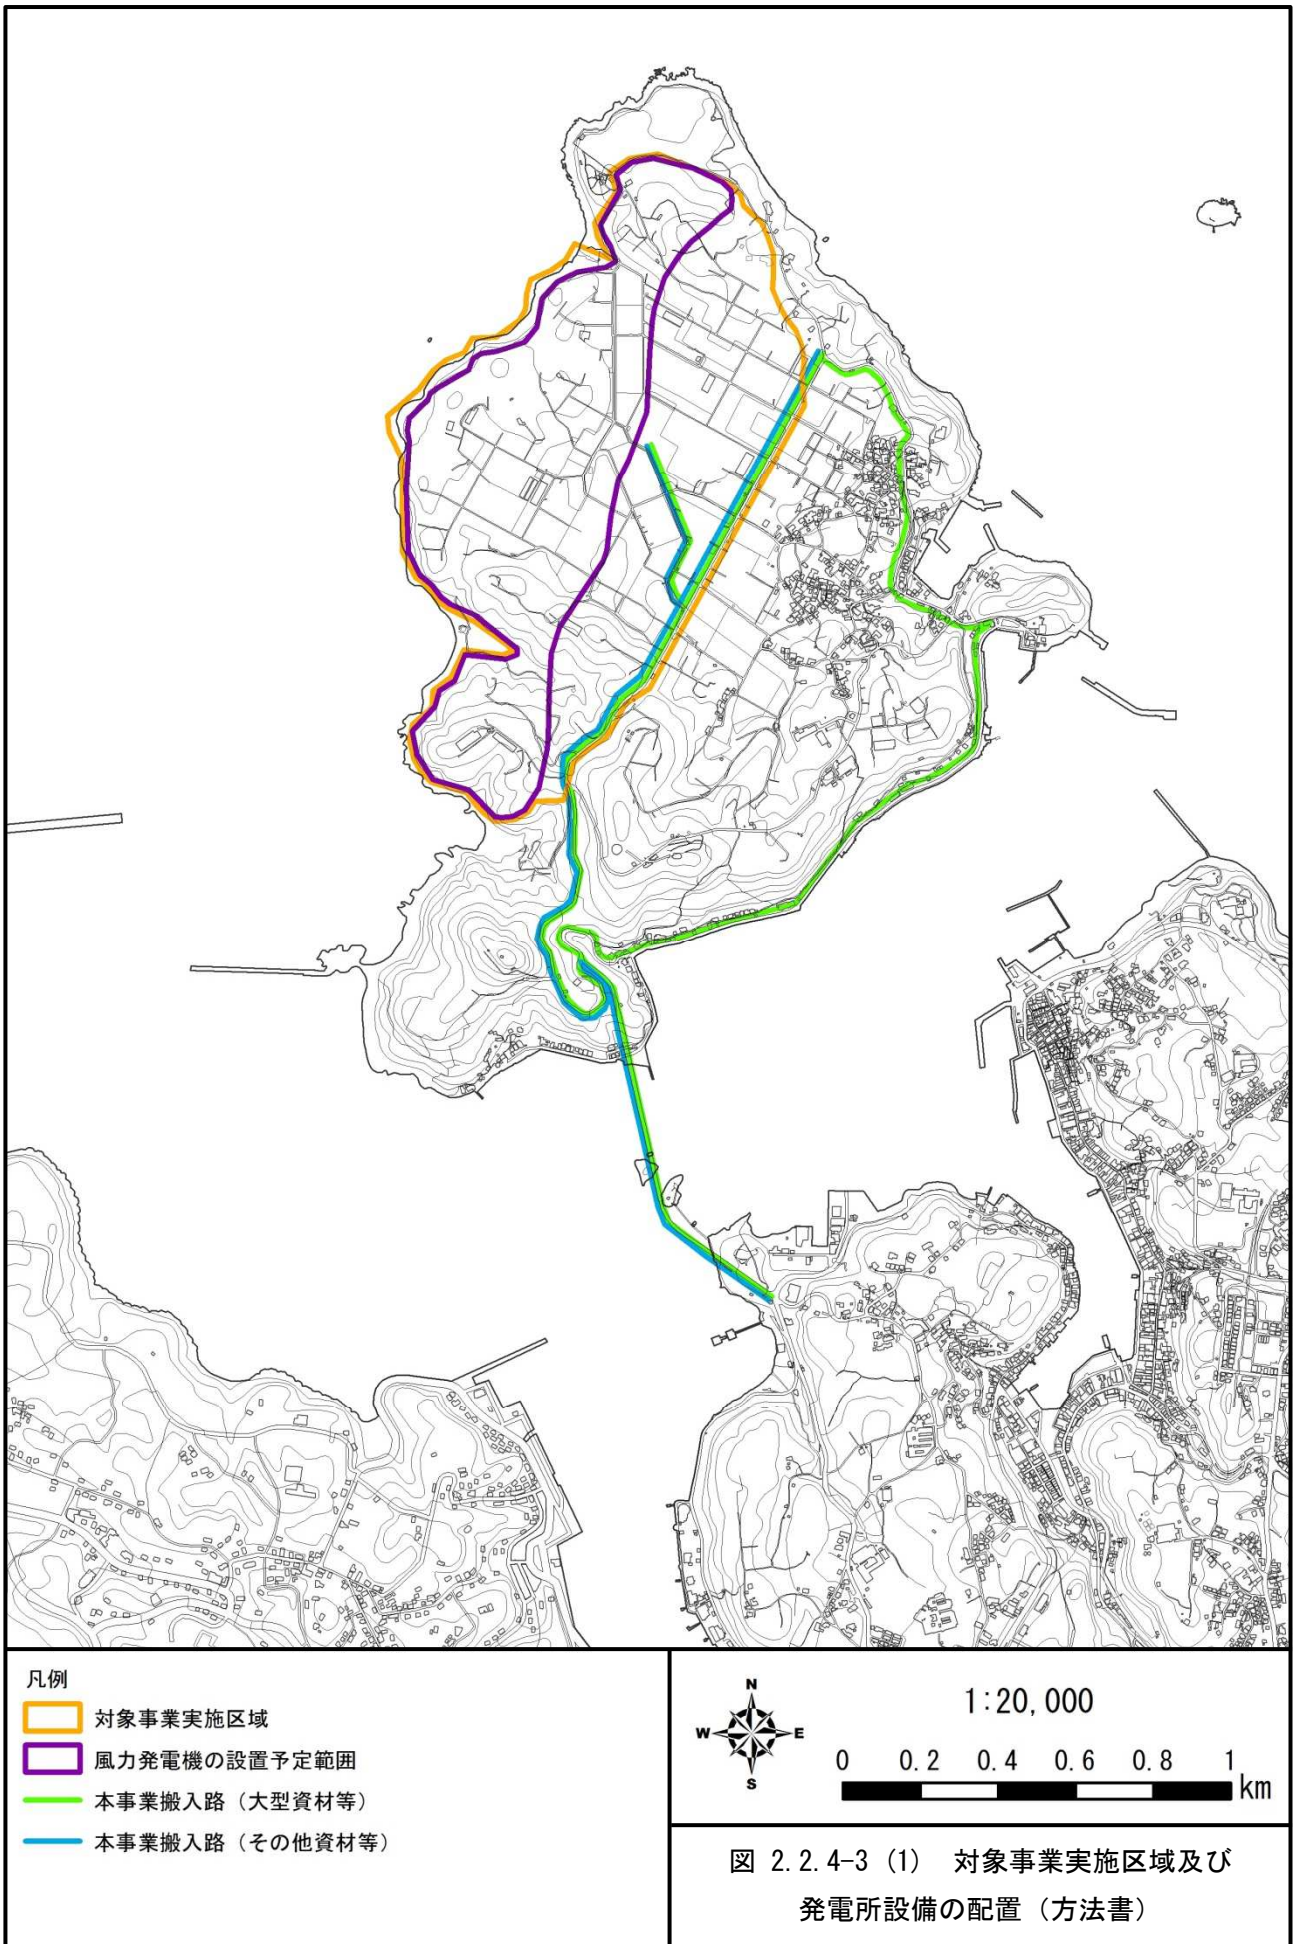 凡例
対象事業実施区域
風力発電機の設置予定範囲
本事業搬入路（大型資材等）
本事業搬入路（その他資材等）
N
W E
S
1:20,000
0 0.2 0.4 0.6 0.8 1
km
図 2.2.4-3 (1) 対象事業実施区域及び
発電所設備の配置（方法書）